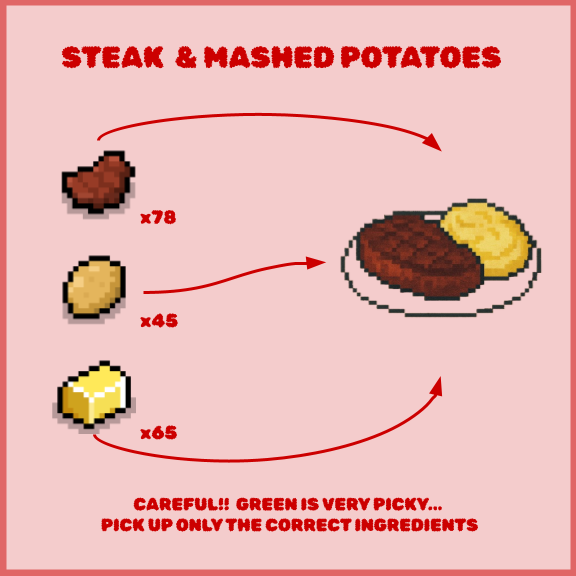 STEAK & MASHED POTATOES
x78
x45
x65
CAREFUL!! GREEN IS VERY PICKY...
PICK UP ONLY THE CORRECT INGREDIENTS